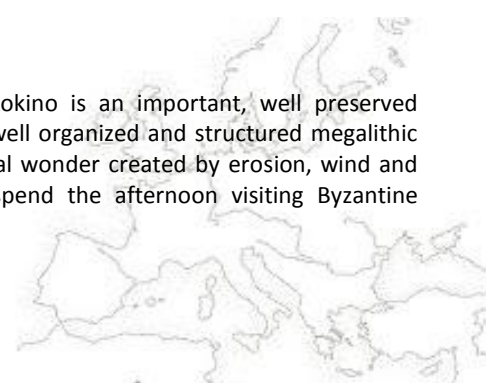 okino is an important, well preserved
well organized and structured megalithic
al wonder created by erosion, wind and
pend the afternoon visiting Byzantine